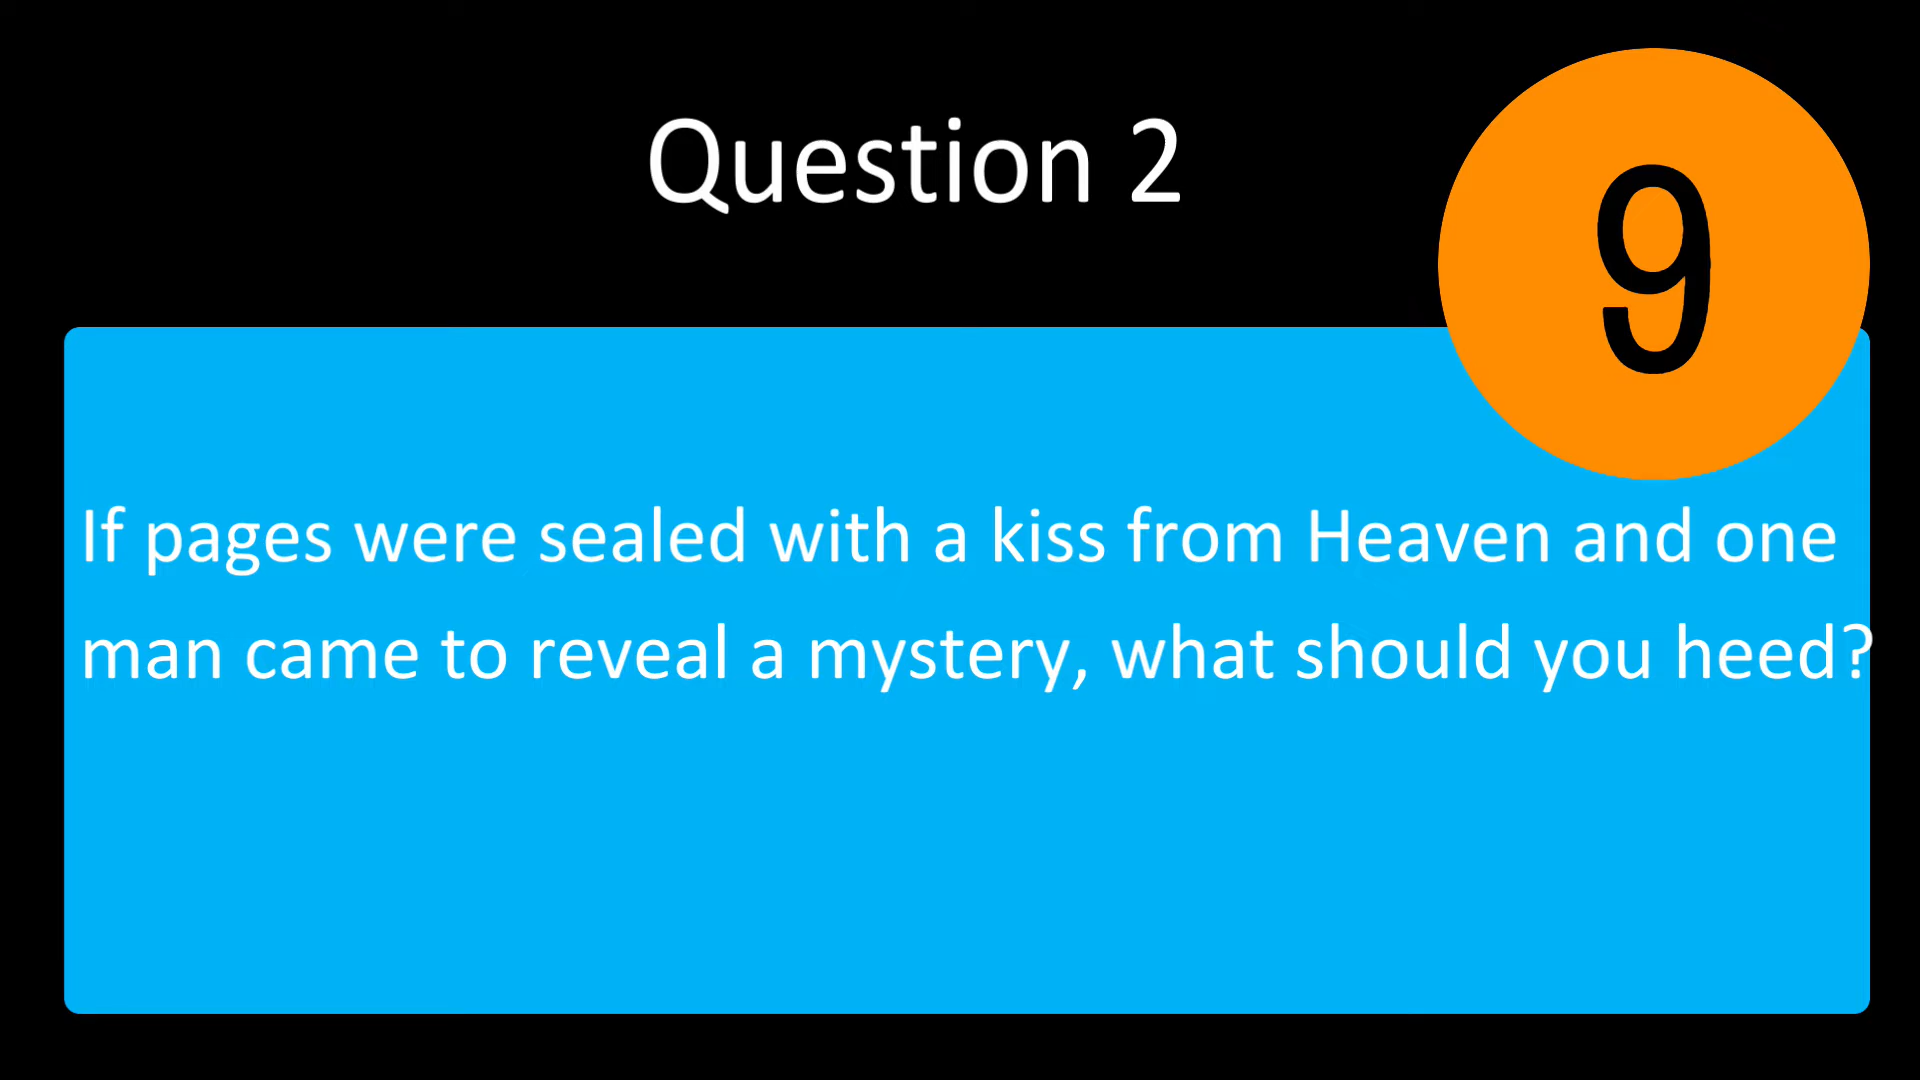 Question 2
9
If pages were sealed with a kiss from Heaven and one
man came to reveal a mystery, what should you heed?